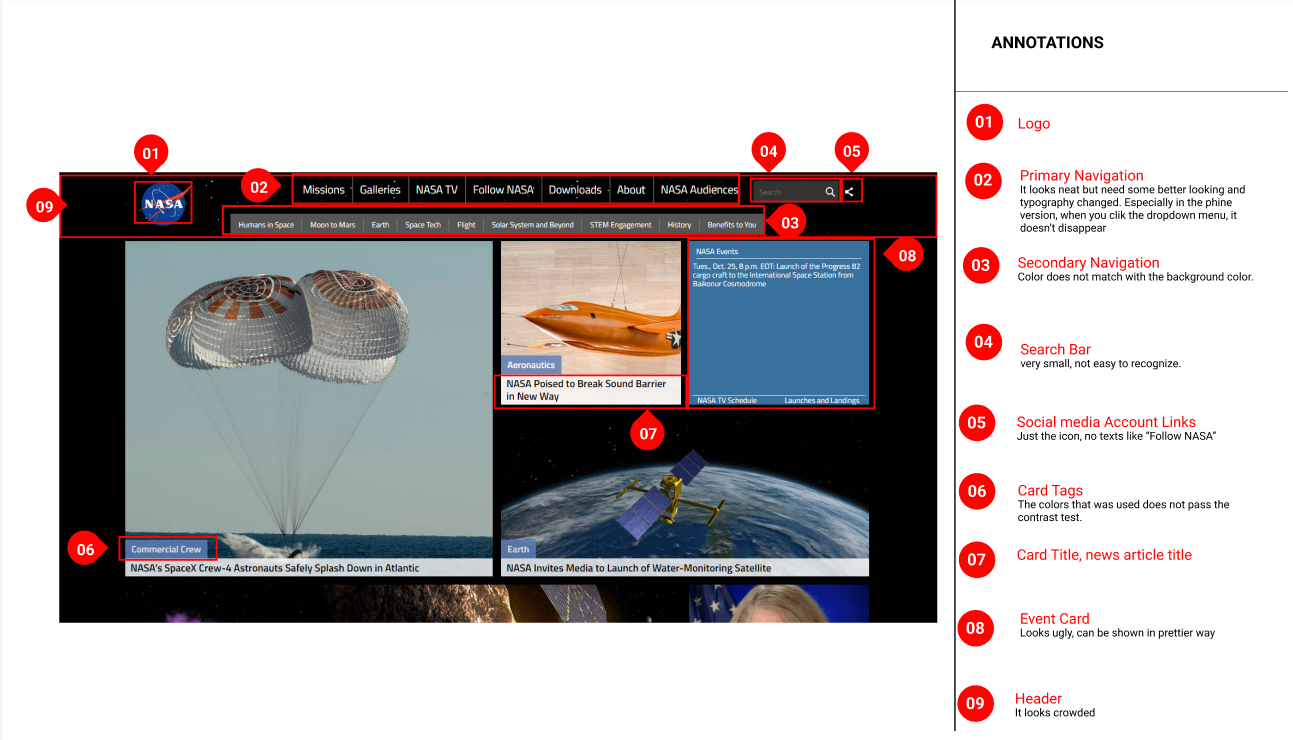 ANNOTATIONS
01
04
05
02
09
NASA
Missions
Galleries
NASA TV
Follow NASA
Downloads
About
NASA Audiences
Search
Humans in Space
Moon to Mars
Earth
Space Tech
Flight
Solar System and Beyond
STEM Engagement
History
Benefits to You
03
08
NASA Events
Tues., Oct. 25, 8 p.m. EDT: Launch of the Progress 82
cargo craft to the International Space Station from
Baikonur Cosmodrome
NASA TV Schedule
Launches and Landings
Aeronautics
NASA Poised to Break Sound Barrier
in New Way
07
06
Commercial Crew
NASA's SpaceX Crew-4 Astronauts Safely Splash Down in Atlantic
Earth
NASA Invites Media to Launch of Water-Monitoring Satellite
01
Logo
02
Primary Navigation
It looks neat but need some better looking and
typography changed. Especially in the phine
version, when you clik the dropdown menu, it
doesn't disappear
03
Secondary Navigation
Color does not match with the background color.
04
Search Bar
very small, not easy to recognize.
05
Social media Account Links
Just the icon, no texts like “Follow NASA”
06
Card Tags
The colors that was used does not pass the
contrast test.
07
Card Title, news article title
08
Event Card
Looks ugly, can be shown in prettier way
09
Header
It looks crowded